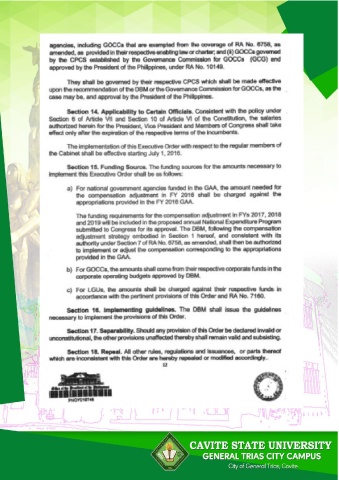 agencies, including GOCCs that are exempted from the coverage of RA No. 6758, as
amended, as provided in their respective enabling law or charter; and (ii) GOCCs governed
by the CPCS established by the Governance Commission for GOCCs (GCG) and
approved by the President of the Philippines, under RA No. 10149.
They shall be governed by their respective CPCS which shall be made effective
upon the recommendation of the DBM or the Governance Commission for GOCCs, as the
case may be, and approval by the President of the Philippines.
Section 14. Applicability to Certain Officials. Consistent with the policy under
Section 6 of Article VII and Section 10 of Article VI of the Constitution, the salaries
authorized herein for the President, Vice President and Members of Congress shall take
effect only after the expiration of the respective terms of the incumbents.
The implementation of this Executive Order with respect to the regular members of
the Cabinet shall be effective starting July 1, 2016.
Section 15. Funding Source. The funding sources for the amounts necessary to
implement this Executive Order shall be as follows:
a) For national government agencies funded in the GAA, the amount needed for
the compensation adjustment in FY 2016 shall be charged against the
appropriations provided in the FY 2016 GAA.
The funding requirements for the compensation adjustment in FYs 2017, 2018
and 2019 will be included in the proposed annual National Expenditure Program
submitted to Congress for its approval. The DBM, following the compensation
adjustment strategy embodied in Section 1 hereof, and consistent with its
authority under Section 7 of RA No. 6758, as amended, shall then be authorized
to implement or adjust the compensation corresponding to the appropriations
provided in the GAA.
b) For GOCCs, the amounts shall come from their respective corporate funds in the
corporate operating budgets approved by DBM.
c) For LGUs, the amounts shall be charged against their respective funds in
accordance with the pertinent provisions of this Order and RA No. 7160.
Section 16. Implementing guidelines. The DBM shall issue the guidelines
necessary to implement the provisions of this Order.
Section 17. Separability. Should any provision of this Order be declared invalid or
unconstitutional, the other provisions unaffected thereby shall remain valid and subsisting.
Section 18. Repeal. All other rules, regulations and issuances, or parts thereof
which are inconsistent with this Order are hereby repealed or modified accordingly.
12
CAVITE STATE UNIVERSITY
GENERAL TRIAS CITY CAMPUS
City of General Trias, Cavite